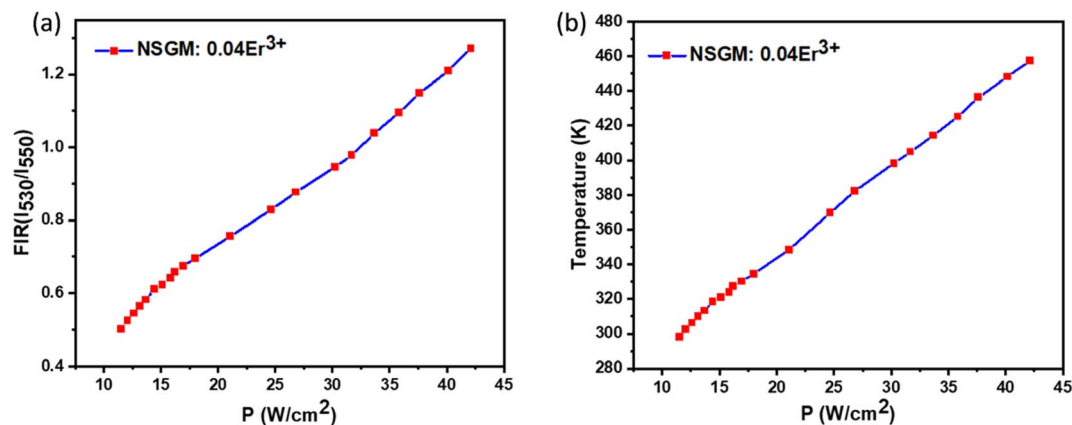 (a)
NSGM: 0.04Er3+
FIR(I530/I550)
1.2
1.0
0.8
0.6
0.4
10 15 20 25 30 35 40 45
P (W/cm2)
(b)
NSGM: 0.04Er3+
Temperature (K)
480
460
440
420
400
380
360
340
320
300
280
10 15 20 25 30 35 40 45
P (W/cm2)